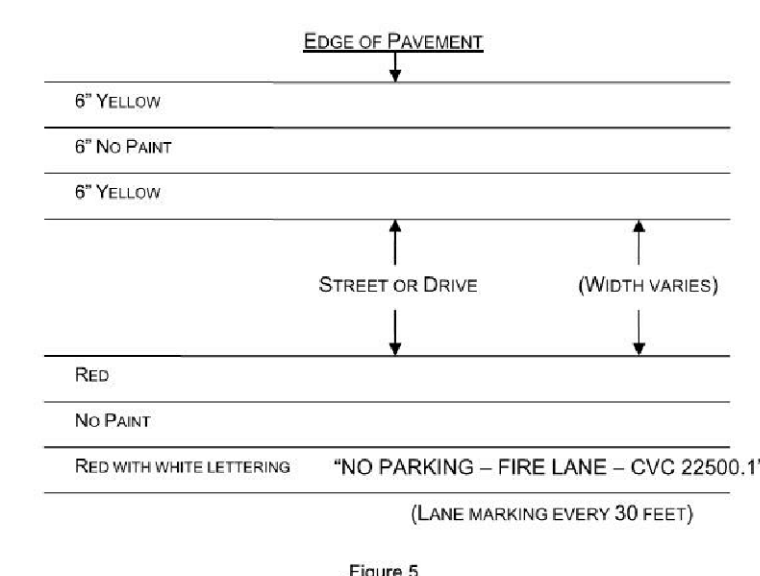 EDGE OF PAVEMENT
6" YELLOW
6" NO PAINT
6" YELLOW
STREET OR DRIVE (WIDTH VARIES)
RED
NO PAINT
RED WITH WHITE LETTERING “NO PARKING – FIRE LANE – CVC 22500.1”
(LANE MARKING EVERY 30 FEET)
Figure 5